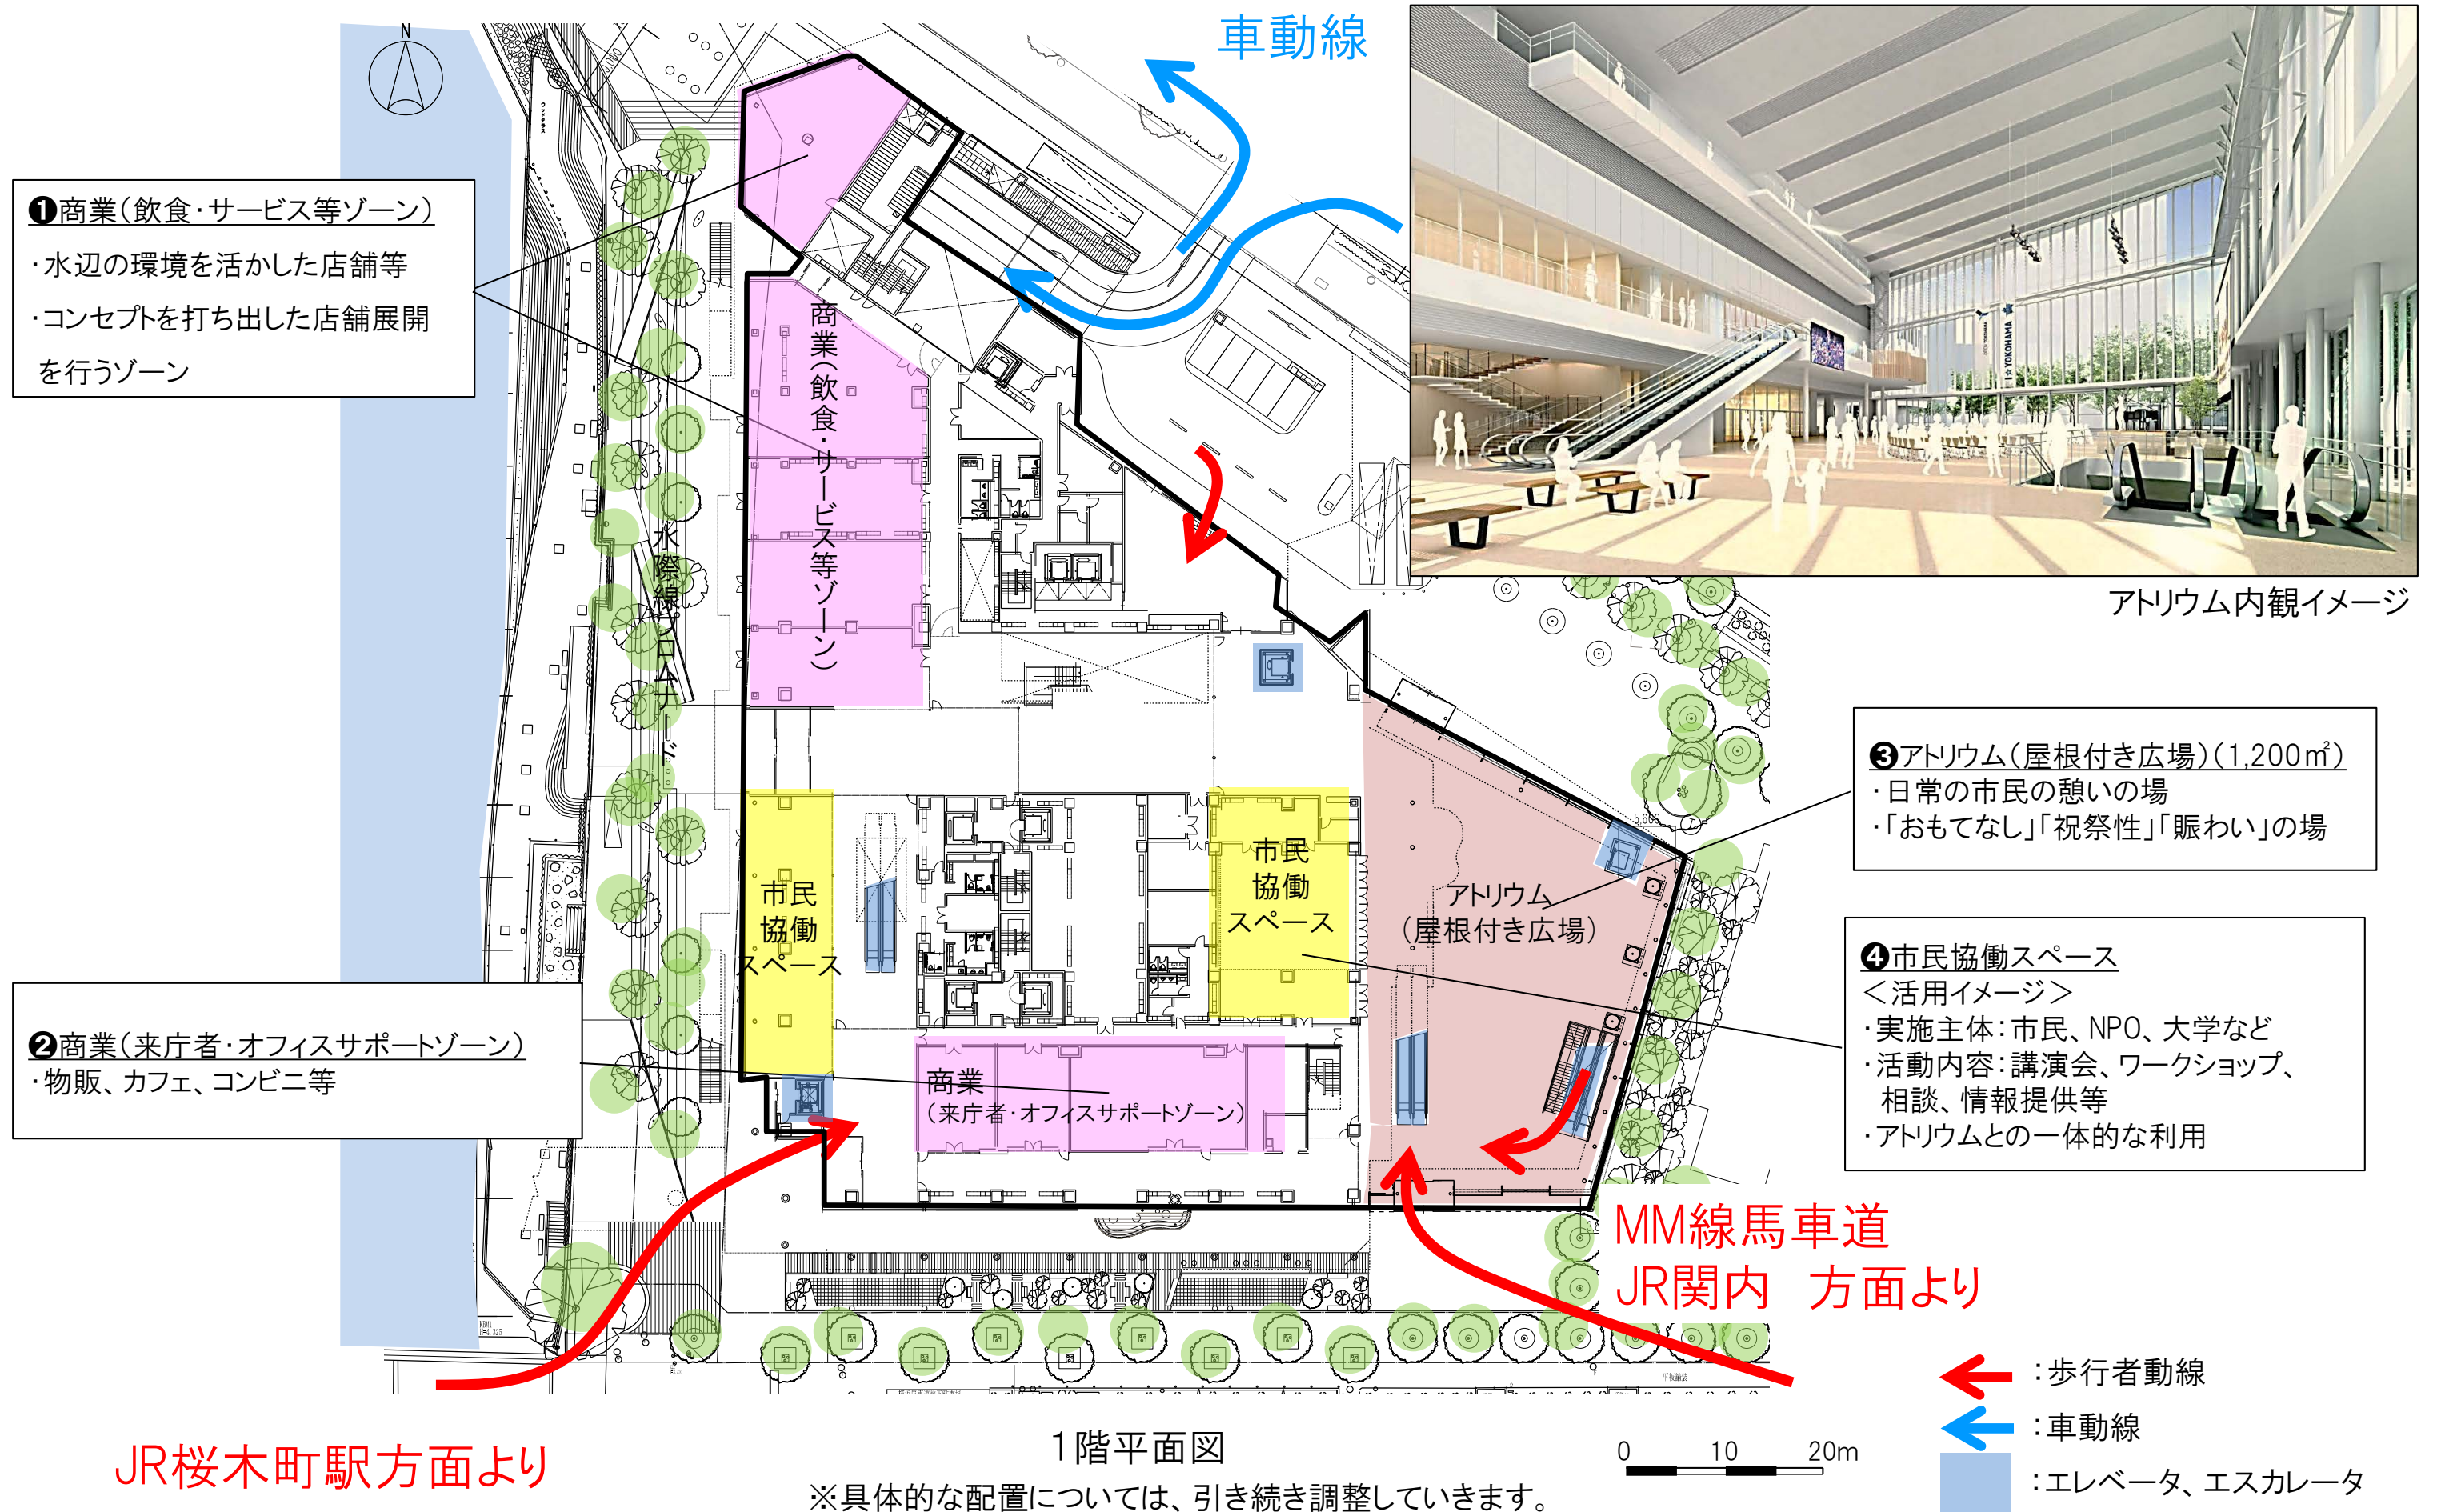 車動線
N
9,000
ウッドテラス
❶商業(飲食・サービス等ゾーン)
・水辺の環境を活かした店舗等
・コンセプトを打ち出した店舗展開
を行うゾーン
商業(飲食・サービス等ゾーン)
水際線プロムナード
YOKOHAMA
アトリウム内観イメージ
❸アトリウム(屋根付き広場)(1,200㎡)
・日常の市民の憩いの場
・「おもてなし」「祝祭性」「賑わい」の場
市民
協働
スペース
市民
協働
スペース
アトリウム
(屋根付き広場)
❹市民協働スペース
<活用イメージ>
・実施主体:市民、NPO、大学など
・活動内容:講演会、ワークショップ、
相談、情報提供等
・アトリウムとの一体的な利用
❷商業(来庁者・オフィスサポートゾーン)
・物販、カフェ、コンビニ等
商業
(来庁者・オフィスサポートゾーン)
MM線馬車道
JR関内 方面より
JR桜木町駅方面より
1階平面図
※具体的な配置については、引き続き調整していきます。
0 10 20m
:歩行者動線
:車動線
:エレベータ、エスカレータ